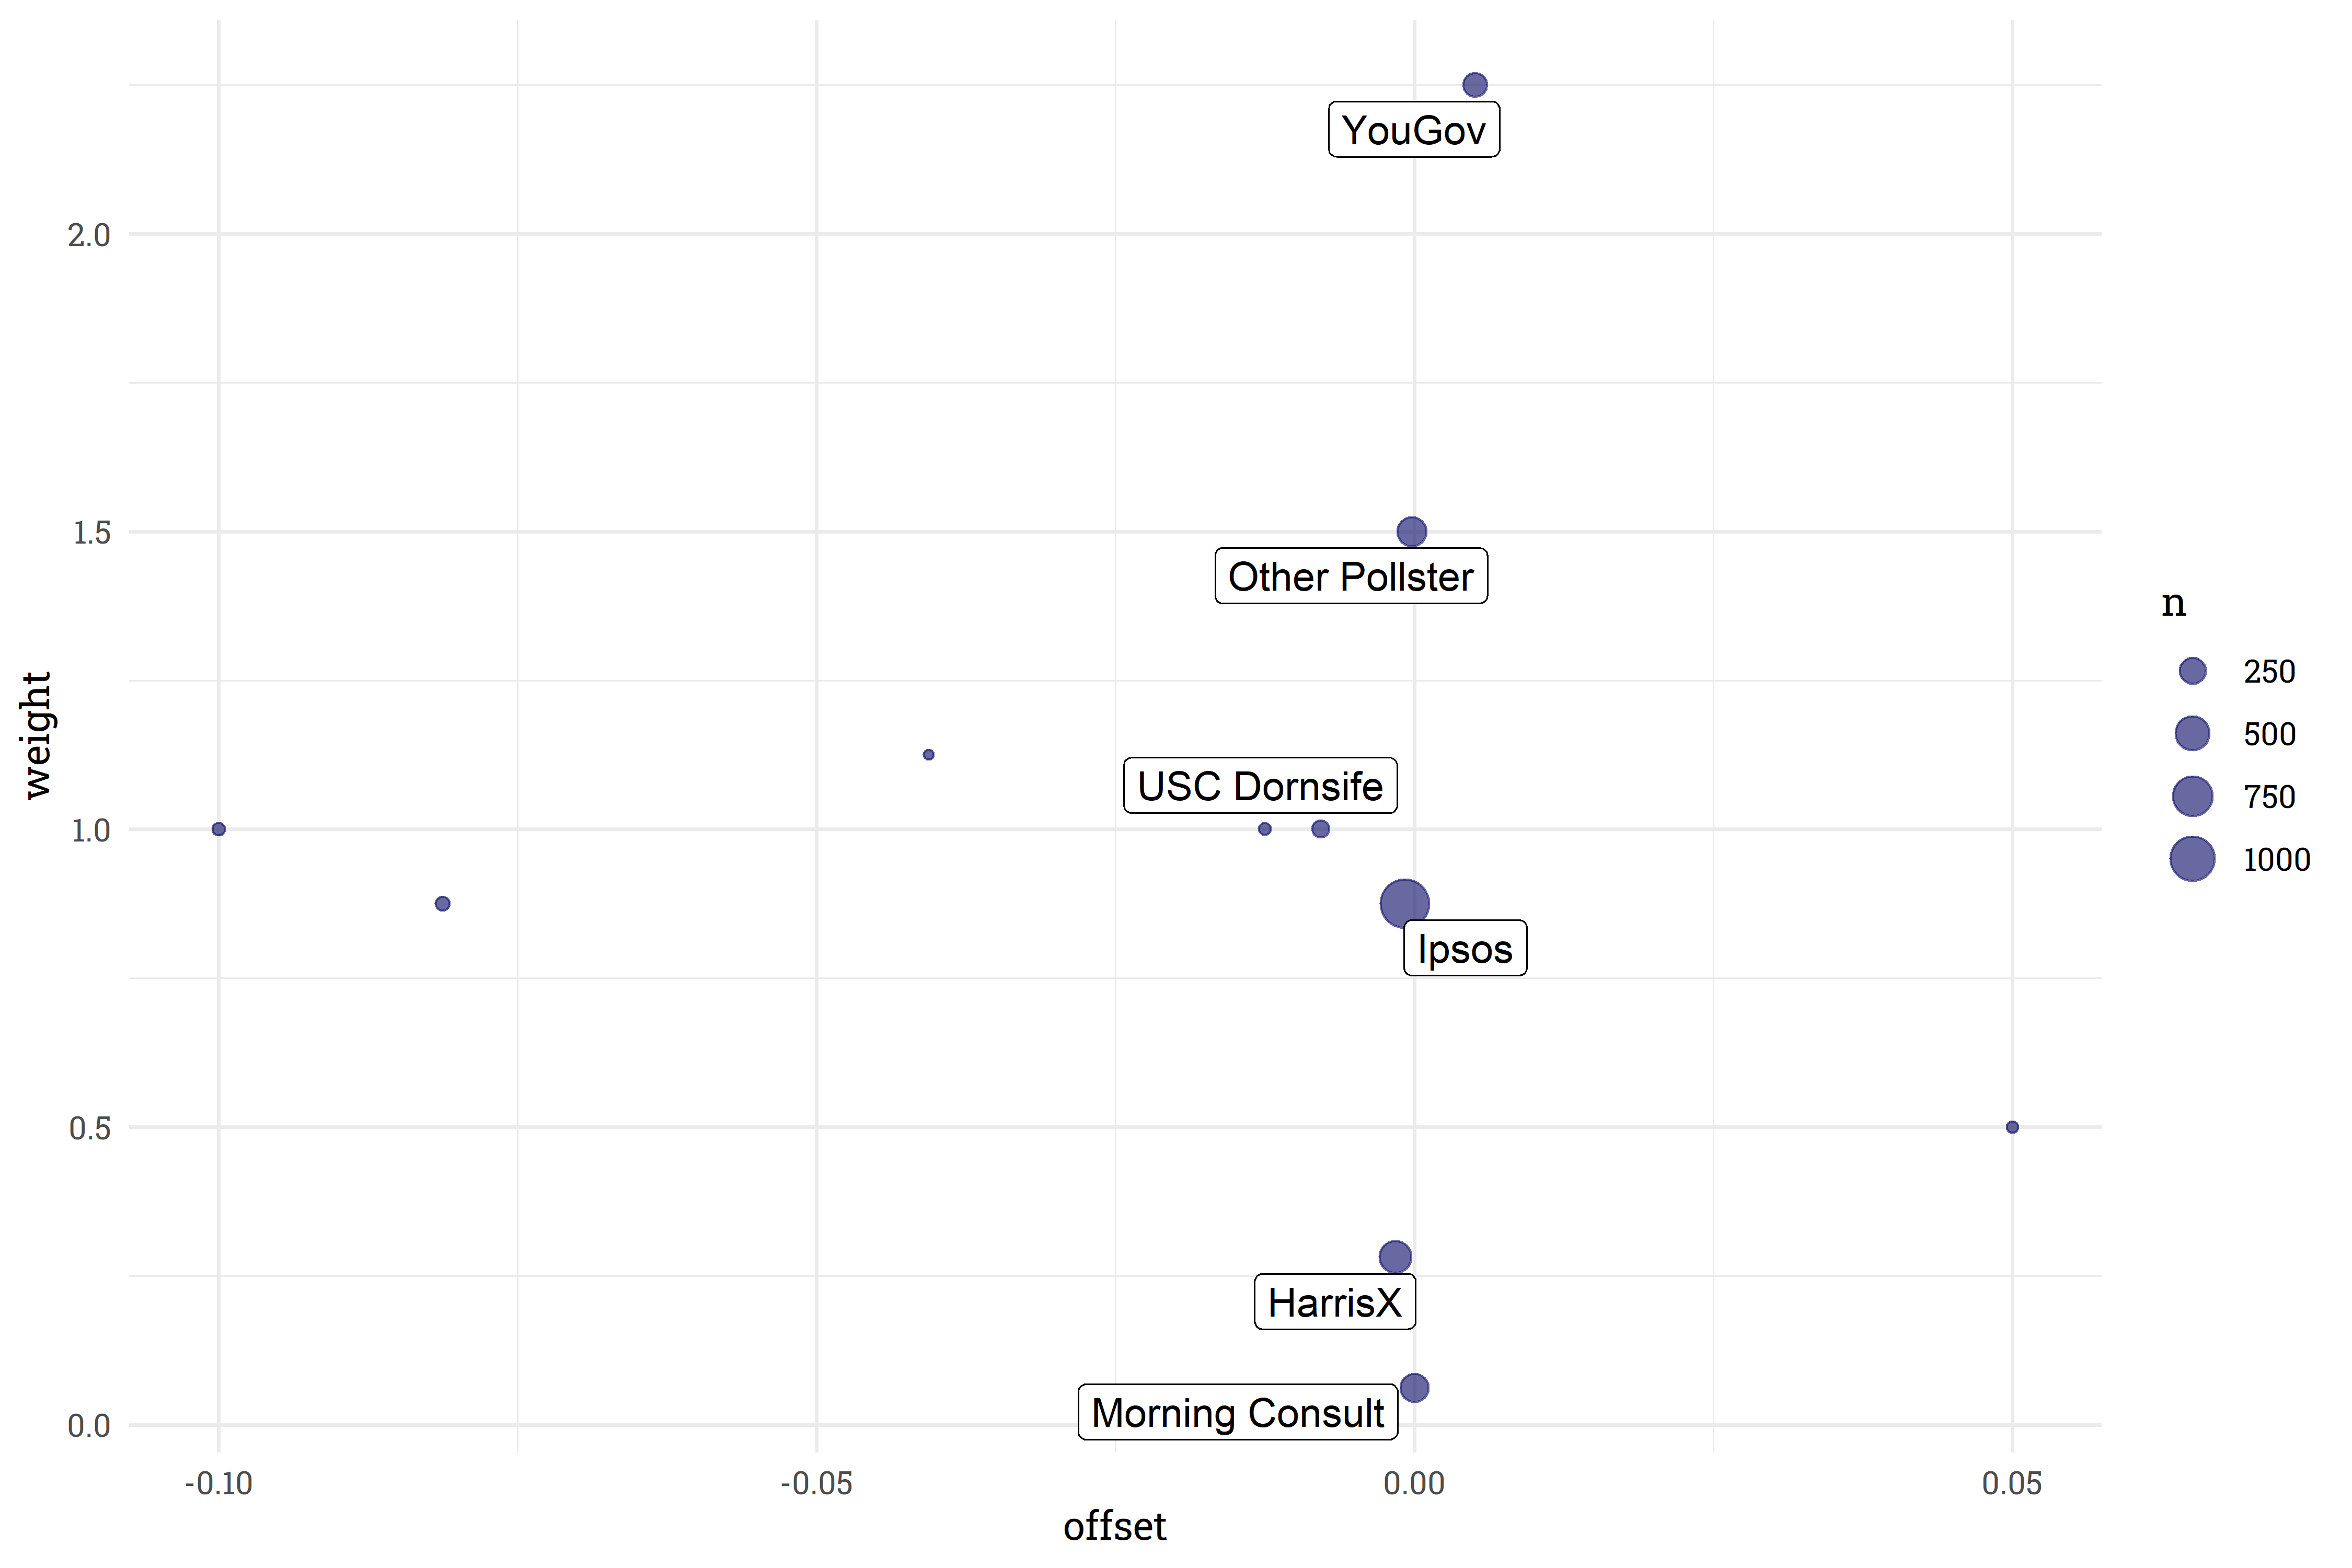 YouGov
2.0
1.5
Other Pollster
n
250
500
750
1000
weight
USC Dornsife
1.0
Ipsos
0.5
HarrisX
Morning Consult
0.0
-0.10
-0.05
0.00
0.05
offset